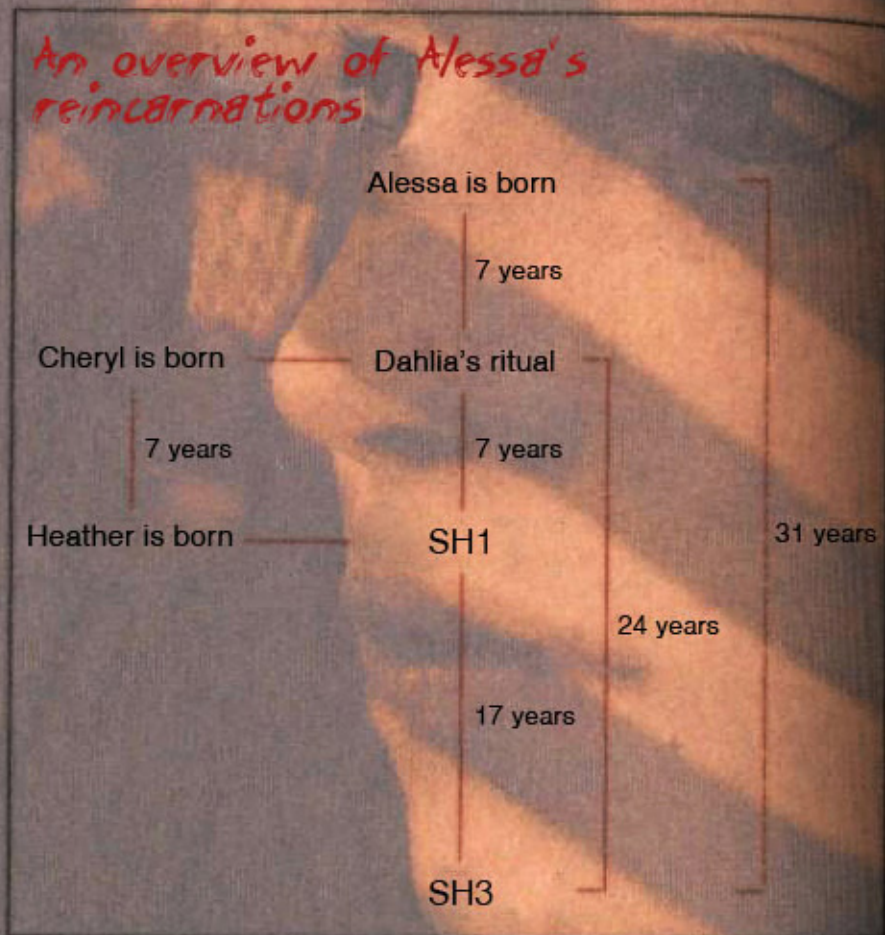 An overview of Alessa's
reincarnations
Alessa is born
7 years
Cheryl is born
Dahlia's ritual
7 years
7 years
Heather is born
SH1
31 years
24 years
17 years
SH3